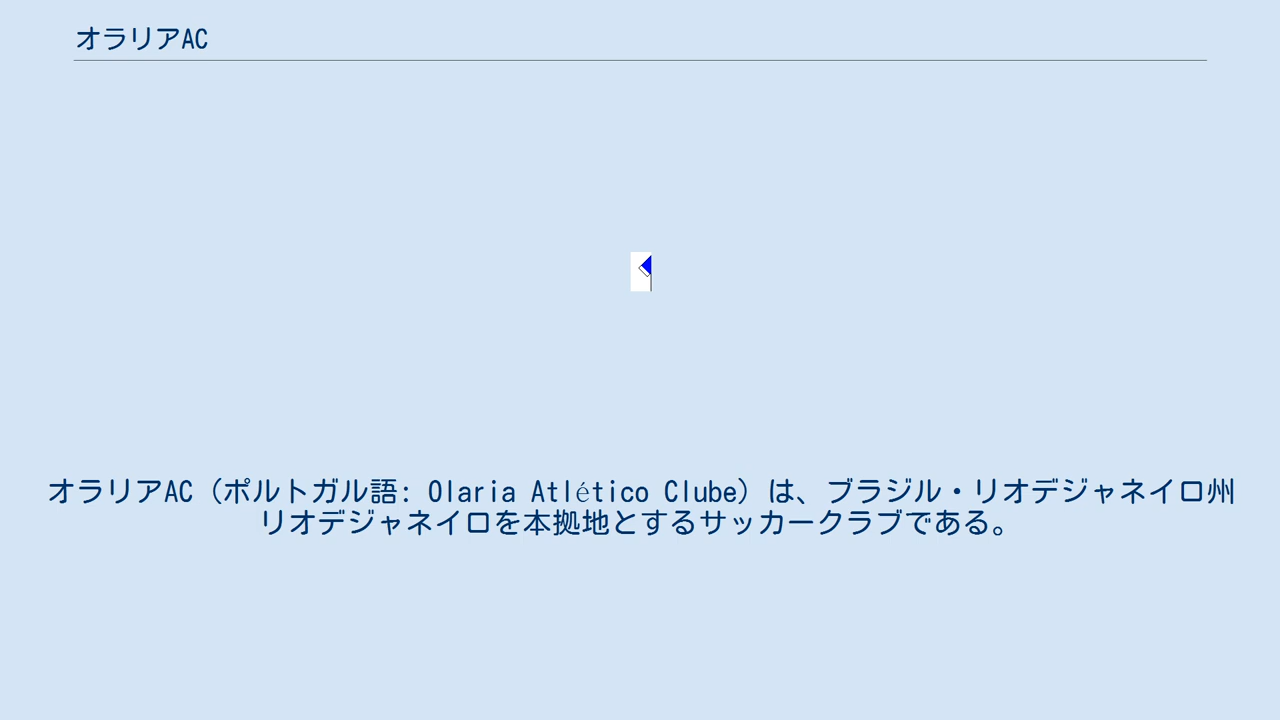 オラリアAC
オラリアAC（ポルトガル語: Olaria Atlético Clube）は、ブラジル・リオデジャネイロ州
リオデジャネイロを本拠地とするサッカークラブである。